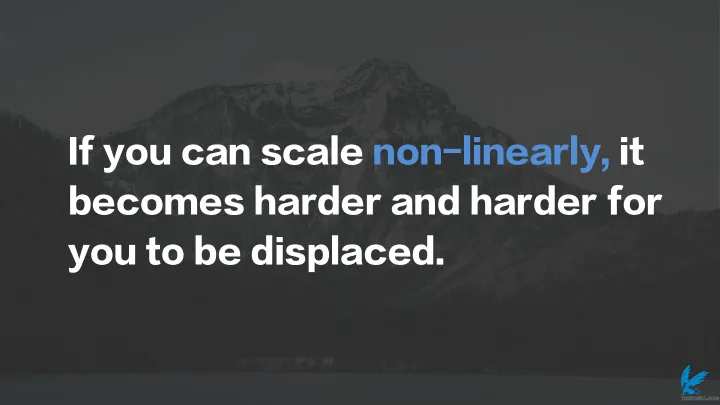 If you can scale non-linearly, it
becomes harder and harder for
you to be displaced.